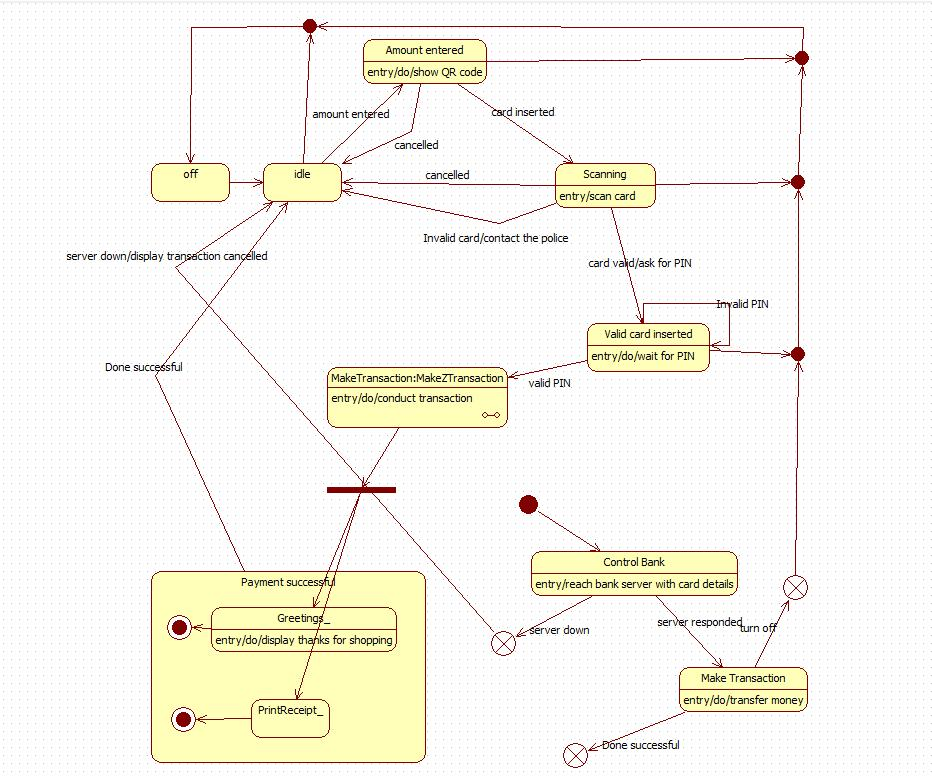 Amount entered
entry/do/show QR code
amount entered
card inserted
cancelled
off
idle
cancelled
Scanning
entry/scan card
Invalid card/contact the police
server down/display transaction cancelled
card valid/ask for PIN
Invalid PIN
Valid card inserted
entry/do/wait for PIN
Done successful
MakeTransaction:MakeZTransaction
entry/do/conduct transaction
valid PIN
Control Bank
entry/reach bank server with card details
Payment successful
Greetings_
entry/do/display thanks for shopping
server down
server responded
turn off
Make Transaction
entry/do/transfer money
PrintReceipt_
Done successful